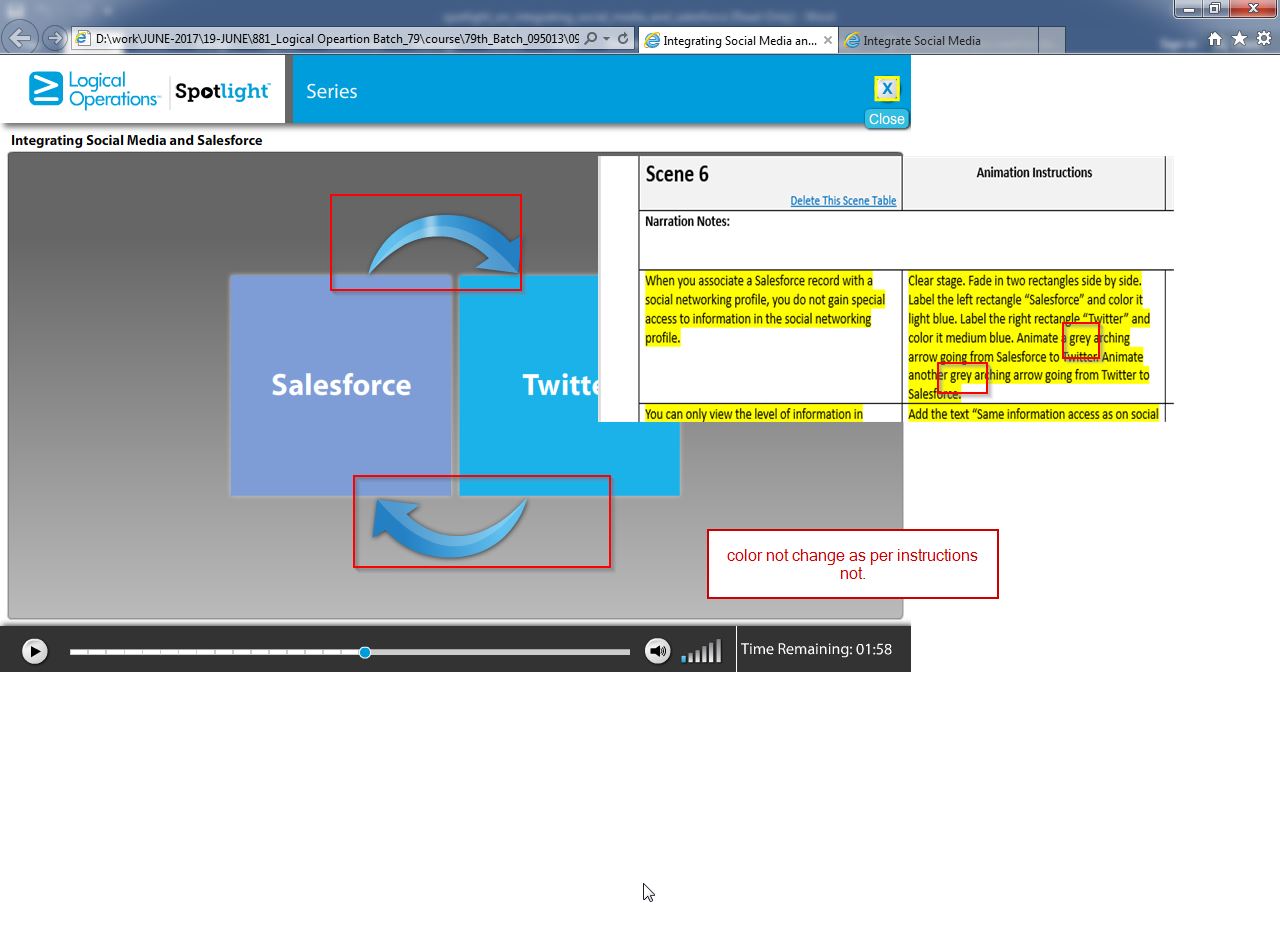 D:\work\JUNE-2017\19-JUNE\881_Logical Opeartion Batch_79\course\79th_Batch_095013\09
Integrating Social Media an...
Integrate Social Media
Logical
Operations™
Spotlight™
Series
X
Close
Integrating Social Media and Salesforce
Scene 6
Delete This Scene Table
Animation Instructions
Narration Notes:
When you associate a Salesforce record with a
social networking profile, you do not gain special
access to information in the social networking
profile.
Clear stage. Fade in two rectangles side by side.
Label the left rectangle “Salesforce” and color it
light blue. Label the right rectangle “Twitter” and
color it medium blue. Animate a grey arching
arrow going from Salesforce to Twitter. Animate
another grey arching arrow going from Twitter to
Salesforce.
You can only view the level of information in
Add the text “Same information access as on social
Salesforce
Twitte
color not change as per instructions
not.
Time Remaining: 01:58